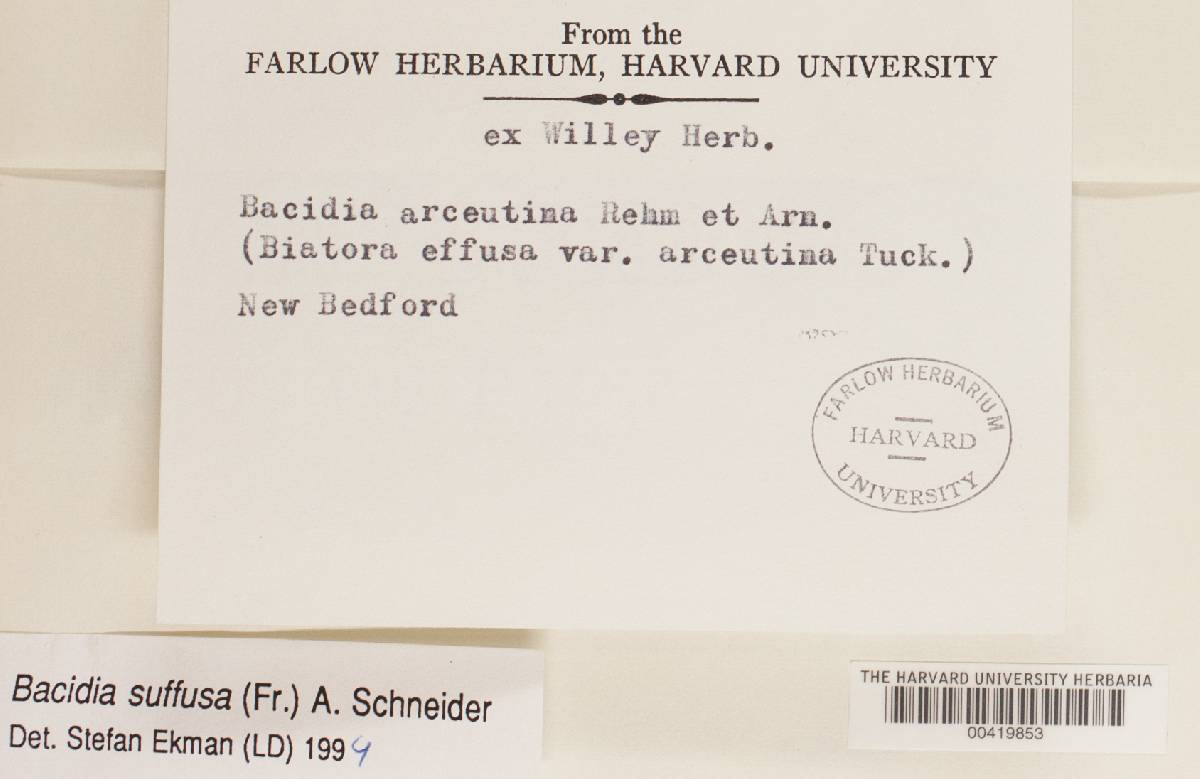 From the
FARLOW HERBARIUM, HARVARD UNIVERSITY
ex Willey Herb.
Bacidia arceutina Rehm et Arn.
(Biatora effusa var. arceutina Tuck.)
New Bedford
FARLOW HERBARIUM
HARVARD
UNIVERSITY
Bacidia suffusa (Fr.) A. Schneider
Det. Stefan Ekman (LD) 1994
THE HARVARD UNIVERSITY HERBARIA
00419853